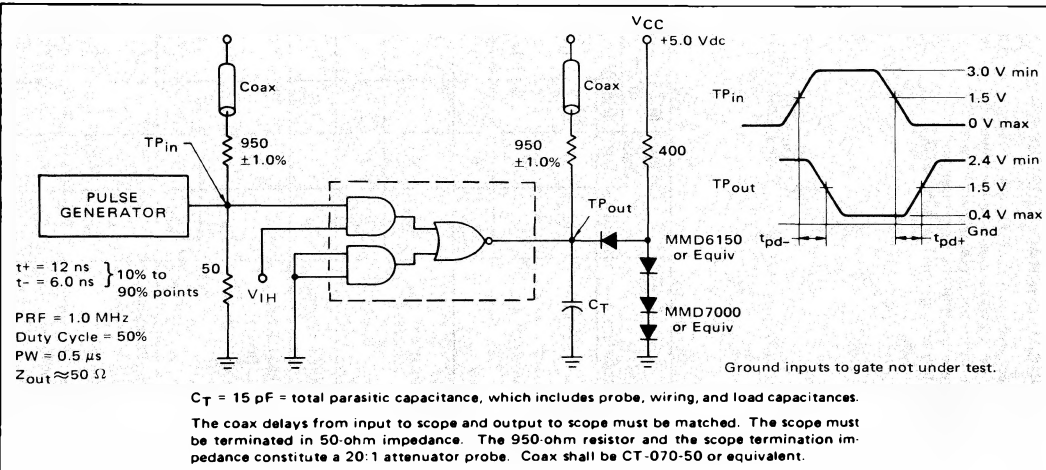 VCC
+5.0 Vdc
Coax
Coax
TPin
950
±1.0%
950
±1.0%
400
PULSE
GENERATOR
TPout
MMD6150
or Equiv
MMD7000
or Equiv
50
VIH
CT
t+ = 12 ns
t- = 6.0 ns
10% to
90% points
PRF = 1.0 MHz
Duty Cycle = 50%
PW = 0.5 µs
Zout ≈50 Ω
TPin
3.0 V min
1.5 V
0 V max
TPout
2.4 V min
1.5 V
0.4 V max
Gnd
tpd-
tpd+
Ground inputs to gate not under test.
CT = 15 pF = total parasitic capacitance, which includes probe, wiring, and load capacitances.
The coax delays from input to scope and output to scope must be matched. The scope must
be terminated in 50-ohm impedance. The 950-ohm resistor and the scope termination im-
pedance constitute a 20:1 attenuator probe. Coax shall be CT-070-50 or equivalent.